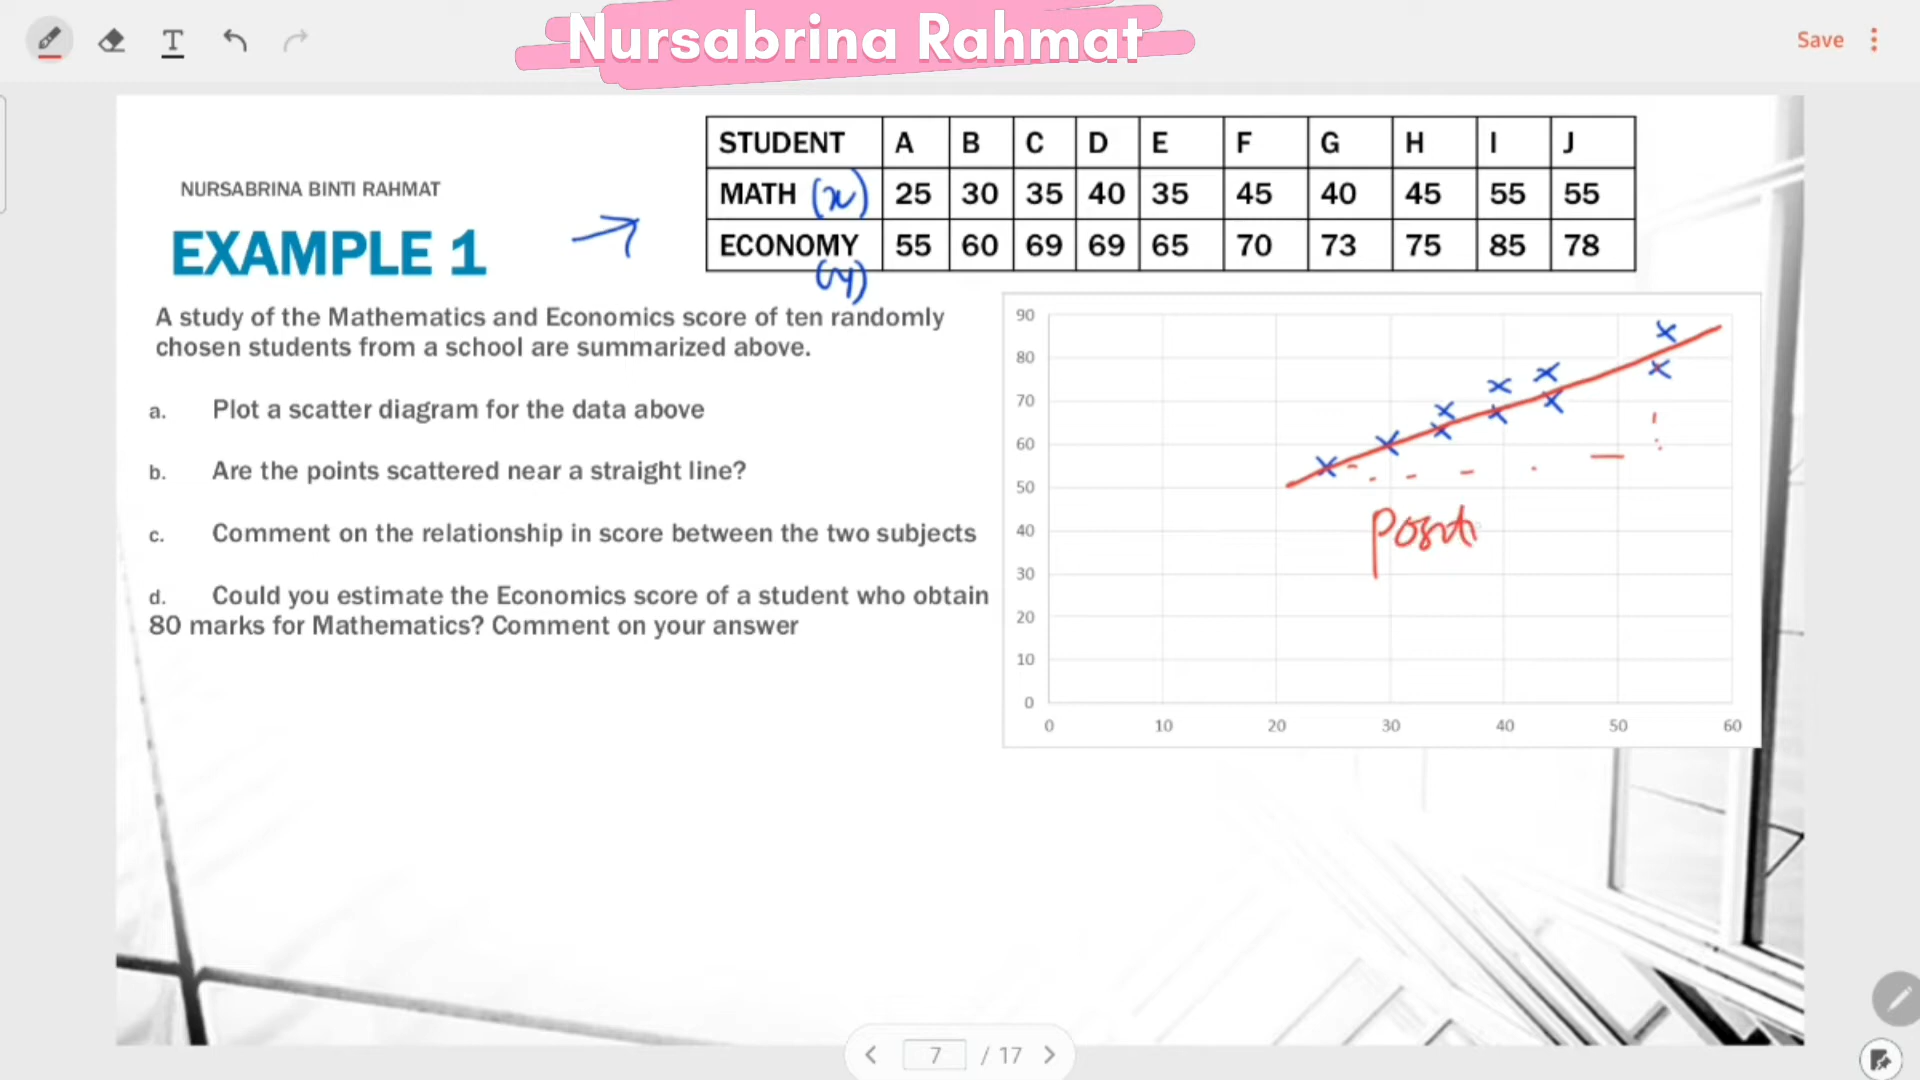 Nursabrina Rahmat
T
Save
NURSABRINA BINTI RAHMAT
EXAMPLE 1
STUDENT A B C D E F G H I J
MATH (x) 25 30 35 40 35 45 40 45 55 55
ECONOMY 55 60 69 69 65 70 73 75 85 78
(y)
A study of the Mathematics and Economics score of ten randomly
chosen students from a school are summarized above.
a. Plot a scatter diagram for the data above
b. Are the points scattered near a straight line?
c. Comment on the relationship in score between the two subjects
d. Could you estimate the Economics score of a student who obtain
80 marks for Mathematics? Comment on your answer
90
80
70
60
50
40
30
20
10
0
0 10 20 30 40 50 60
posit
7 / 17